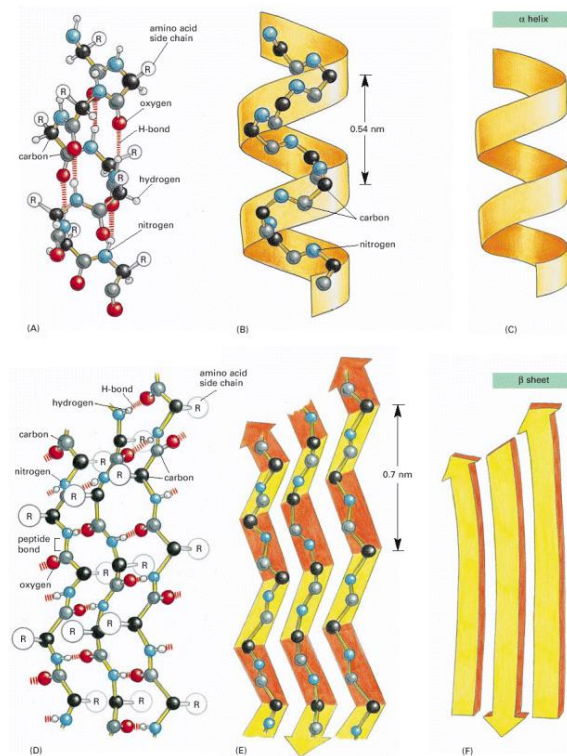 amino acid
side chain
R
R
R
oxygen
H-bond
carbon
R
R
hydrogen
R
R
nitrogen
R
R
(A)
0.54 nm
carbon
nitrogen
(B)
α helix
(C)
amino acid
side chain
H-bond
hydrogen
R
carbon
R
R
nitrogen
carbon
R
R
R
peptide
bond
oxygen
R
R
R
R
R
R
R
R
R
(D)
0.7 nm
(E)
β sheet
(F)